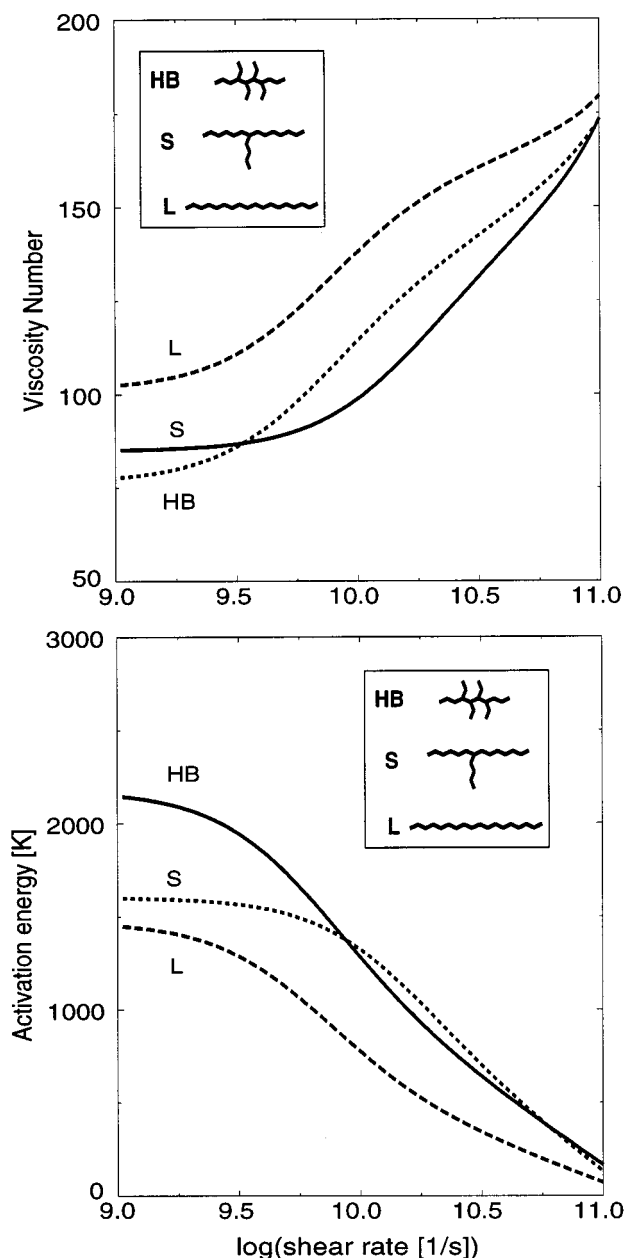 200
HB
S
L
150
Viscosity Number
L
100
S
HB
50
9.0 9.5 10.0 10.5 11.0
3000
HB
S
L
HB
2000
S
Activation energy [K]
L
1000
0
9.0 9.5 10.0 10.5 11.0
log(shear rate [1/s])